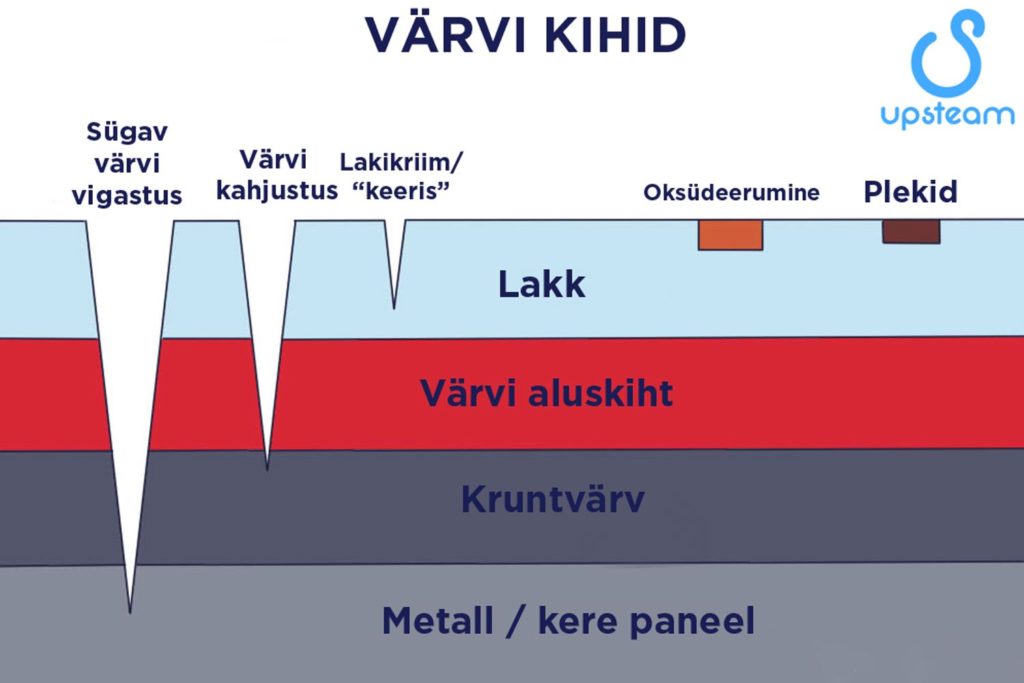 VÄRVI KIHID
upsteam
Sügav
värvi
vigastus
Värvi
kahjustus
Lakikriim/
“keeris”
Oksüdeerumine
Plekid
Lakk
Värvi aluskiht
Kruntvärv
Metall / kere paneel